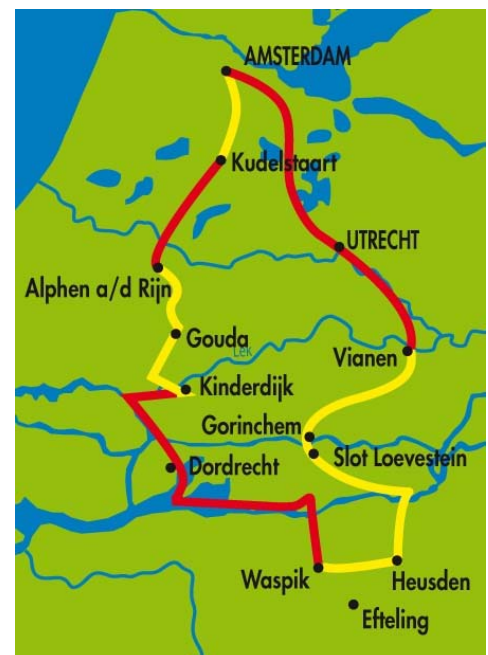 AMSTERDAM
Kudelstaart
UTRECHT
Alphen a/d Rijn
Gouda
Lek
Vianen
Kinderdijk
Gorinchem
Slot Loevestein
Dordrecht
Waspik
Heusden
Efteling